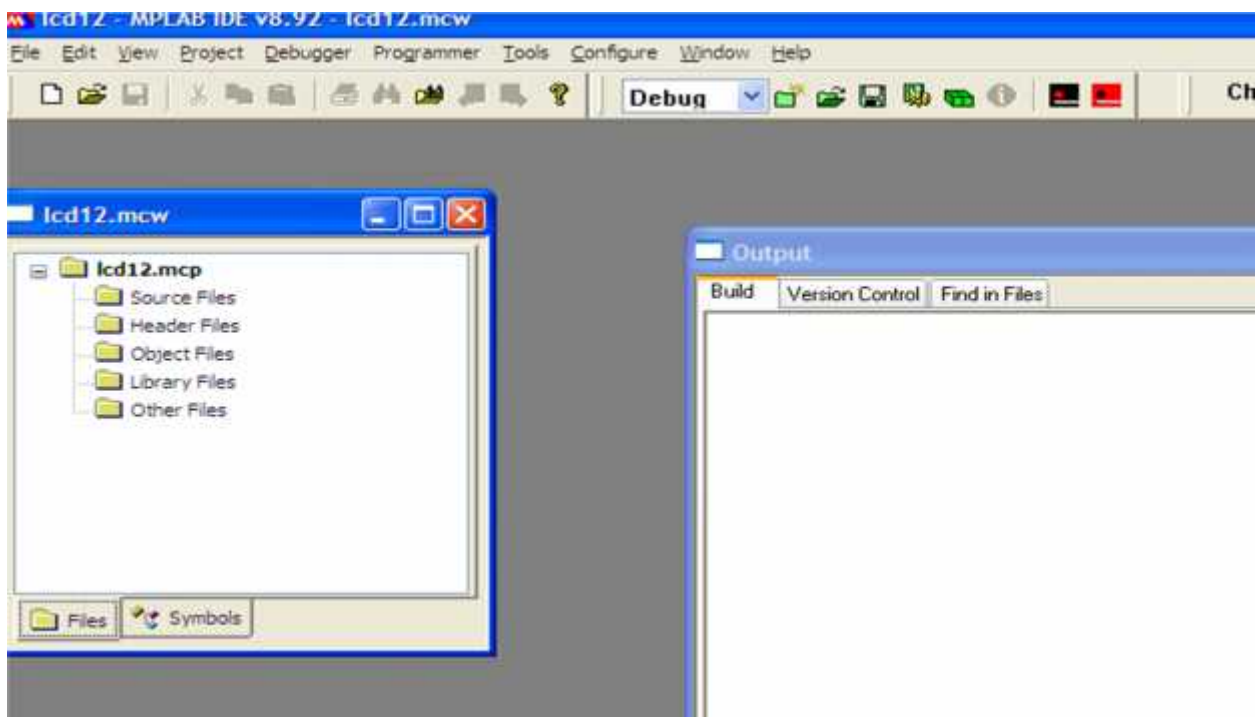 lcd12 - MPLAB IDE v8.92 - lcd12.mcw
File Edit View Project Debugger Programmer Tools Configure Window Help
Debug Ch
lcd12.mcw
lcd12.mcp
Source Files
Header Files
Object Files
Library Files
Other Files
Files Symbols
Output
Build Version Control Find in Files